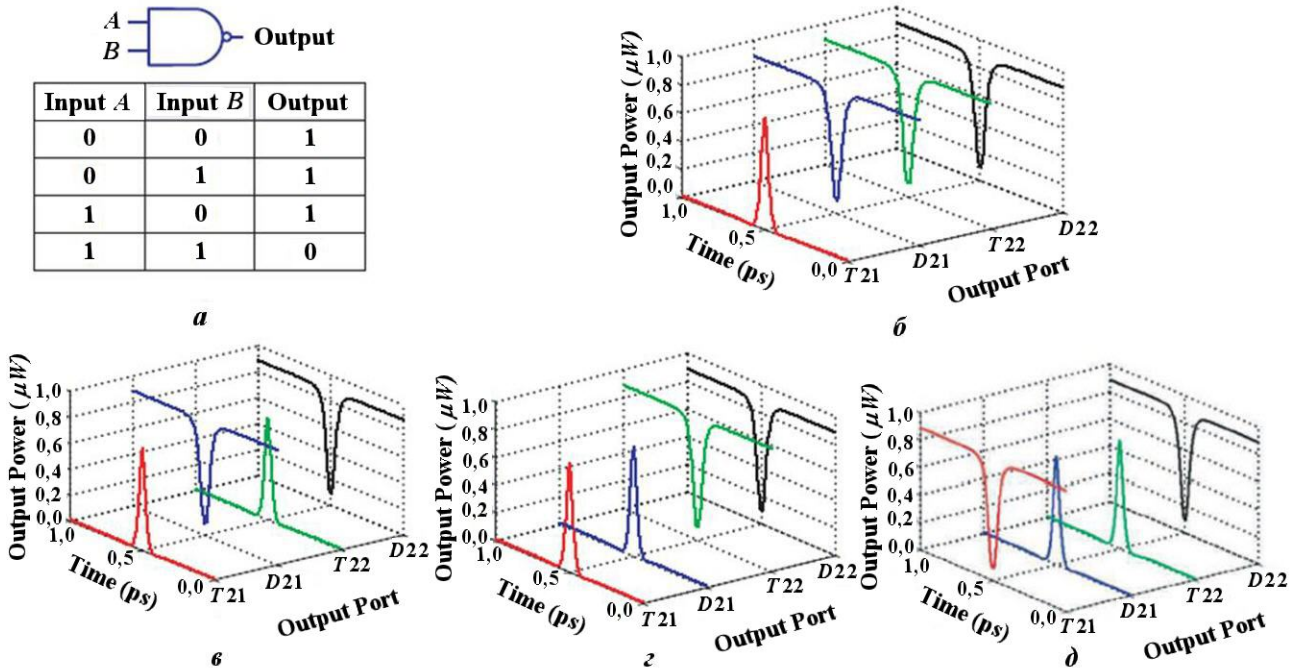 A
B
Output
Input A Input B Output
0 0 1
0 1 1
1 0 1
1 1 0
а
Output Power (μW)
1,0
0,8
0,6
0,4
0,2
0,0
1,0
0,5
0,0
Time (ps)
T21
D21
T22
D22
Output Port
б
Output Power (μW)
1,0
0,8
0,6
0,4
0,2
0,0
1,0
0,5
0,0
Time (ps)
T21
D21
T22
D22
Output Port
в
Output Power (μW)
1,0
0,8
0,6
0,4
0,2
0,0
1,0
0,5
0,0
Time (ps)
T21
D21
T22
D22
Output Port
г
Output Power (μW)
1,0
0,8
0,6
0,4
0,2
0,0
1,0
0,5
0,0
Time (ps)
T21
D21
T22
D22
Output Port
д